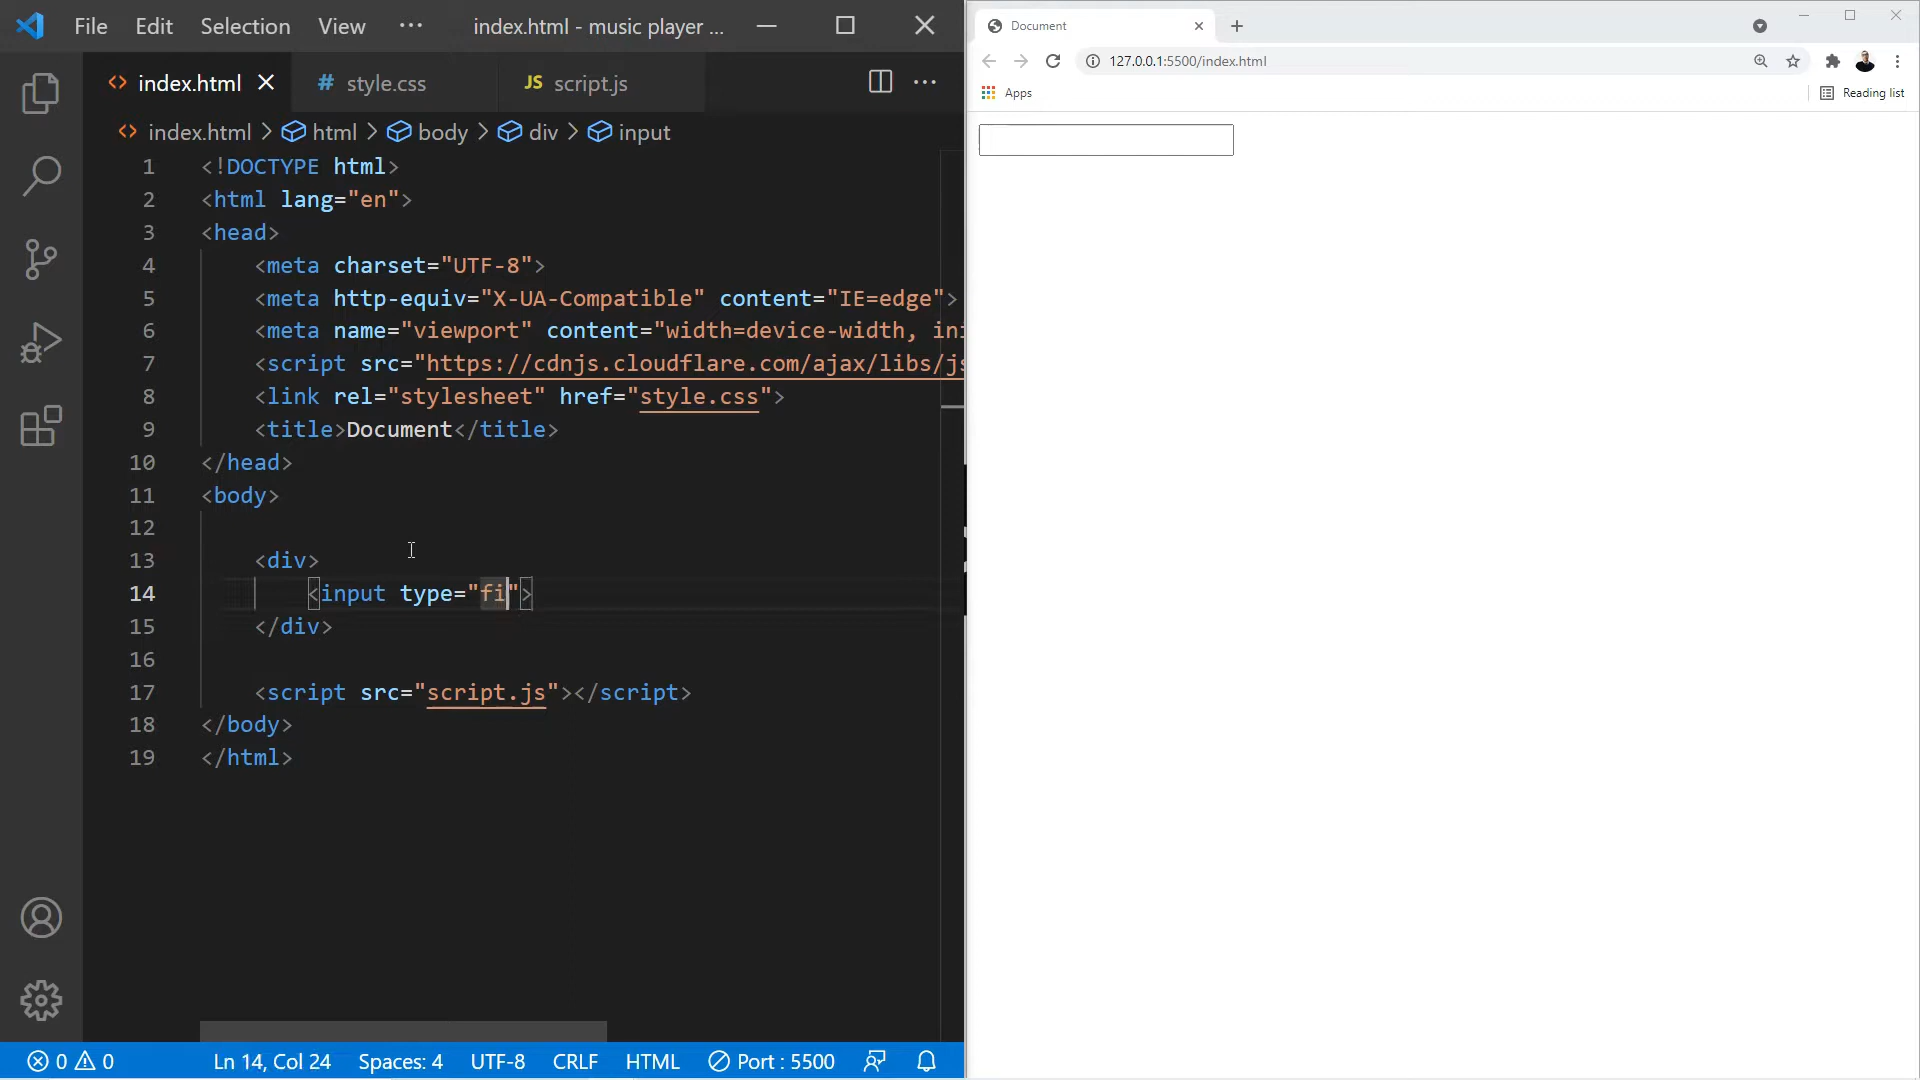 File Edit Selection View ··· index.html - music player ...
index.html style.css JS script.js ···
index.html > html > body > div > input
1 <!DOCTYPE html>
2 <html lang="en">
3 <head>
4 <meta charset="UTF-8">
5 <meta http-equiv="X-UA-Compatible" content="IE=edge">
6 <meta name="viewport" content="width=device-width, ini
7 <script src="https://cdnjs.cloudflare.com/ajax/libs/js
8 <link rel="stylesheet" href="style.css">
9 <title>Document</title>
10 </head>
11 <body>
12
13 <div>
14 <input type="fi">
15 </div>
16
17 <script src="script.js"></script>
18 </body>
19 </html>
0 0 Ln 14, Col 24 Spaces: 4 UTF-8 CRLF HTML Port : 5500
Document
127.0.0.1:5500/index.html
Apps Reading list